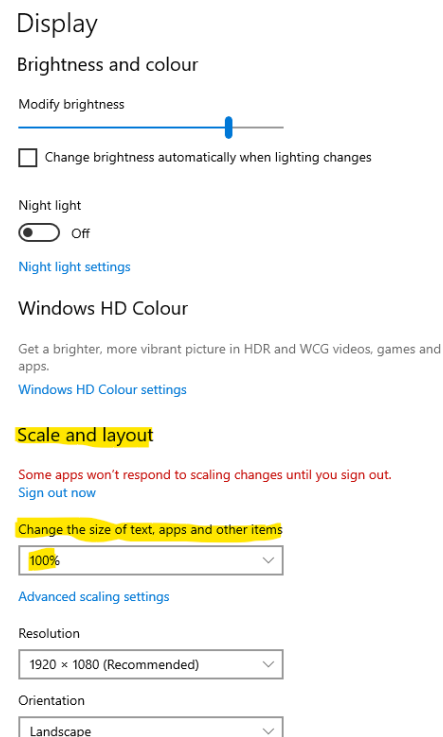 Display
Brightness and colour
Modify brightness
Change brightness automatically when lighting changes
Night light
Off
Night light settings
Windows HD Colour
Get a brighter, more vibrant picture in HDR and WCG videos, games and
apps.
Windows HD Colour settings
Scale and layout
Some apps won't respond to scaling changes until you sign out.
Sign out now
Change the size of text, apps and other items
100%
Advanced scaling settings
Resolution
1920 × 1080 (Recommended)
Orientation
Landscape